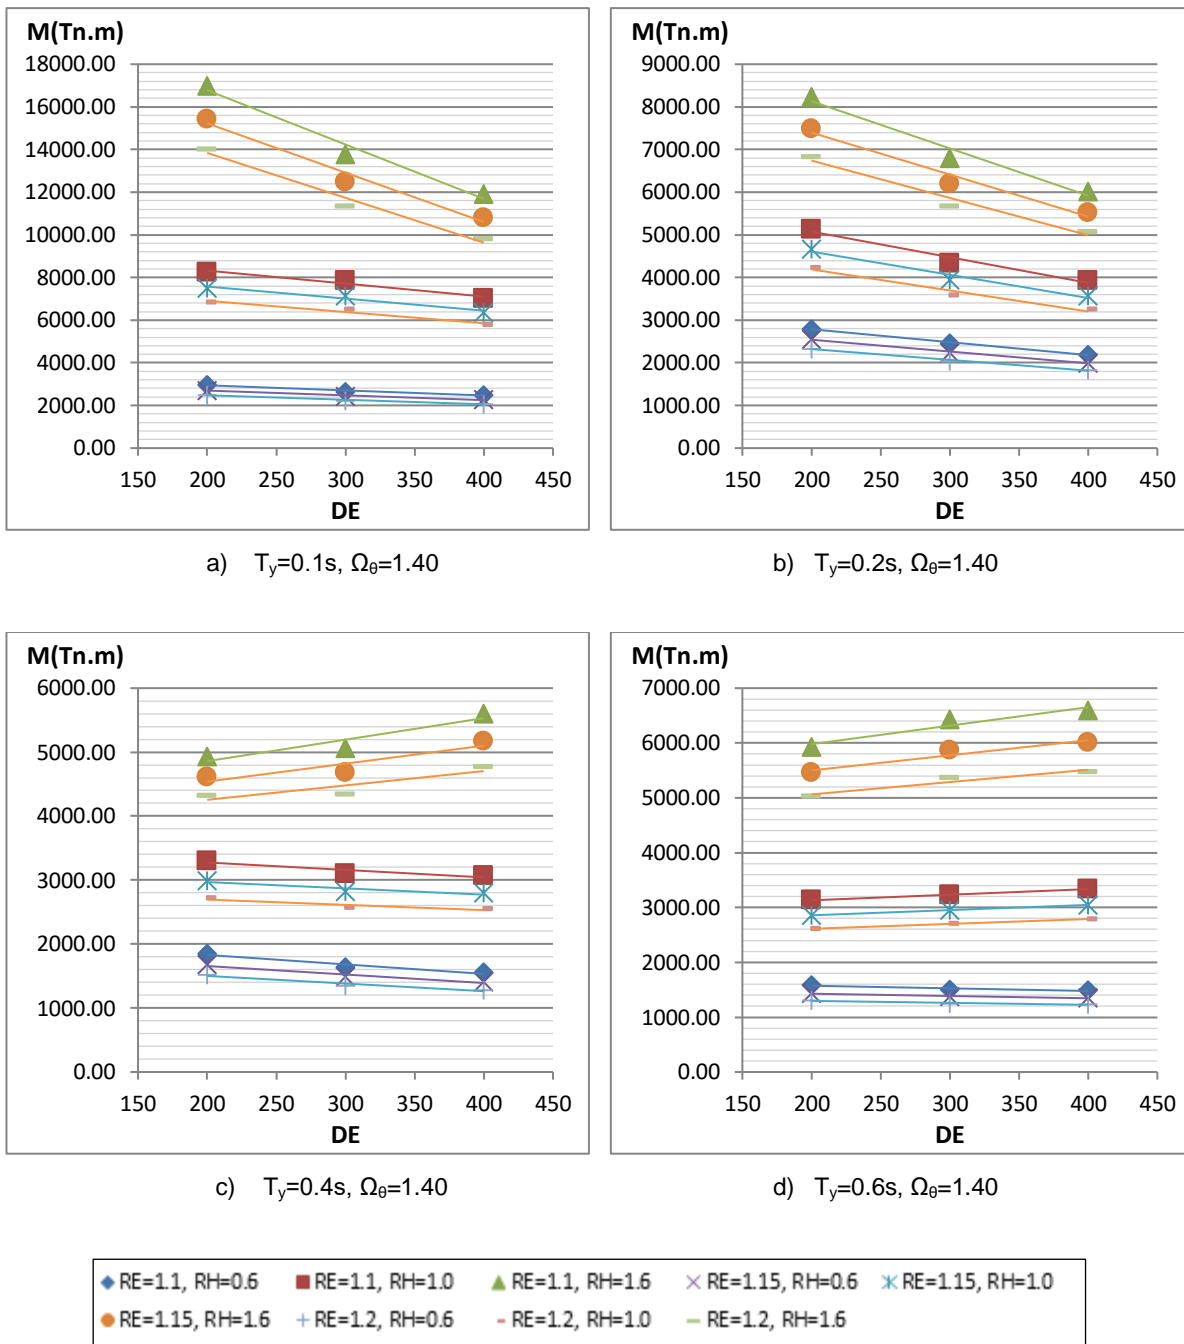 M(Tn.m)
18000.00
16000.00
14000.00
12000.00
10000.00
8000.00
6000.00
4000.00
2000.00
0.00
150 200 250 300 350 400 450
DE
a) Ty=0.1s, Ωθ=1.40
M(Tn.m)
9000.00
8000.00
7000.00
6000.00
5000.00
4000.00
3000.00
2000.00
1000.00
0.00
150 200 250 300 350 400 450
DE
b) Ty=0.2s, Ωθ=1.40
M(Tn.m)
6000.00
5000.00
4000.00
3000.00
2000.00
1000.00
0.00
150 200 250 300 350 400 450
DE
c) Ty=0.4s, Ωθ=1.40
M(Tn.m)
7000.00
6000.00
5000.00
4000.00
3000.00
2000.00
1000.00
0.00
150 200 250 300 350 400 450
DE
d) Ty=0.6s, Ωθ=1.40
RE=1.1, RH=0.6 RE=1.1, RH=1.0 RE=1.1, RH=1.6 RE=1.15, RH=0.6 RE=1.15, RH=1.0
RE=1.15, RH=1.6 RE=1.2, RH=0.6 RE=1.2, RH=1.0 RE=1.2, RH=1.6